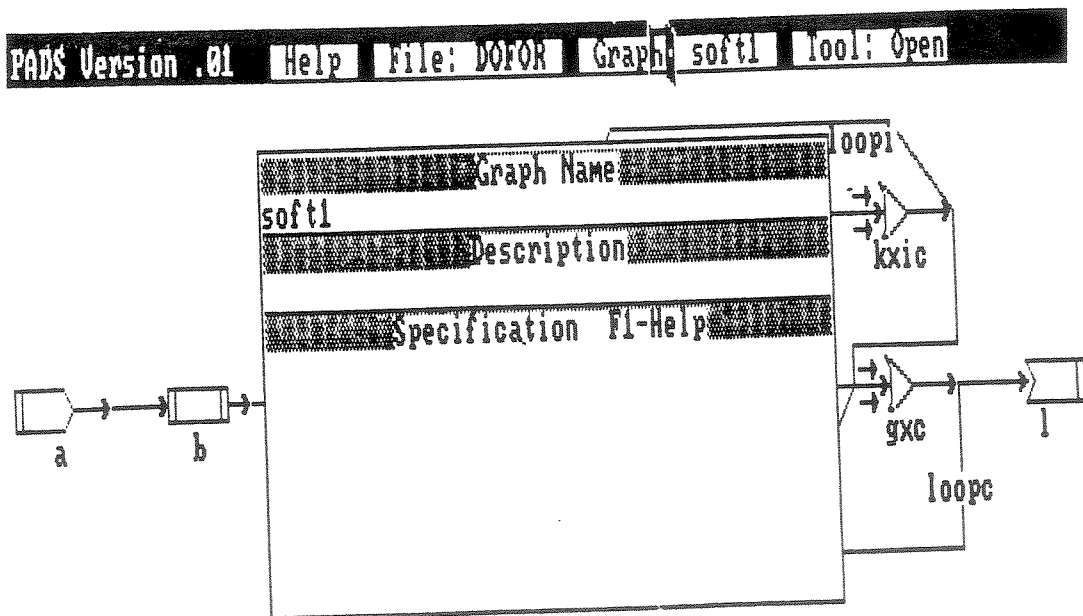 PADS Version .01 Help File: DOFOR Graph: soft1 Tool: Open
loopi
Graph Name
soft1
kxic
Description
Specification F1-Help
a
b
gxc
l
loopc